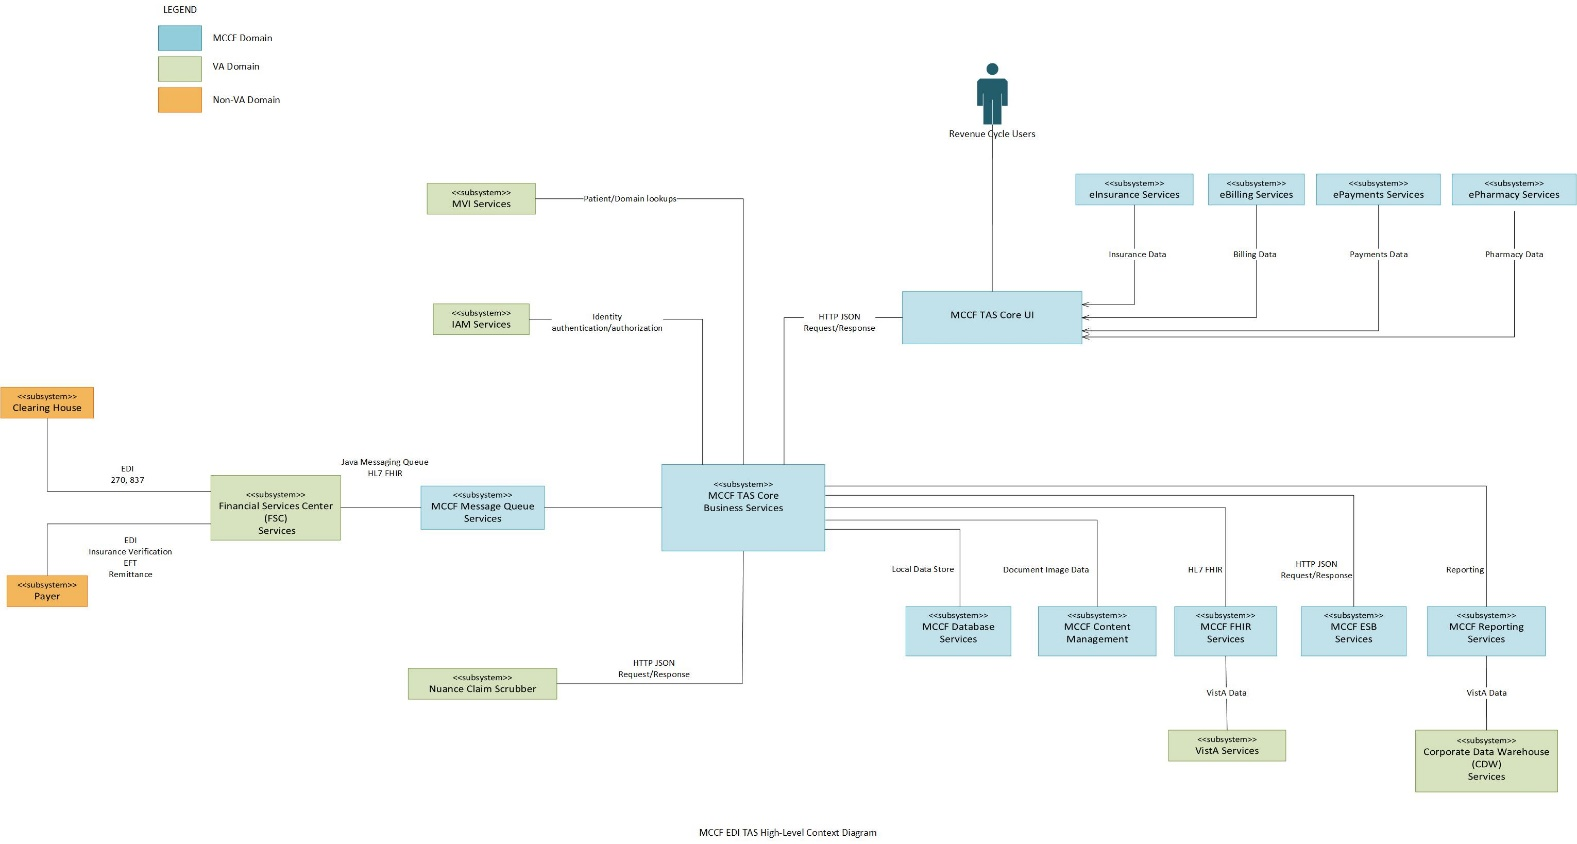 LEGEND
MCCF Domain
VA Domain
Non-VA Domain
Revenue Cycle Users
<<subsystem>>
MVI Services
Patient/Domain lookups
<<subsystem>>
eInsurance Services
<<subsystem>>
eBilling Services
<<subsystem>>
ePayments Services
<<subsystem>>
ePharmacy Services
Insurance Data
Billing Data
Payments Data
Pharmacy Data
<<subsystem>>
IAM Services
Identity
authentication/authorization
HTTP JSON
Request/Response
MCCF TAS Core UI
<<subsystem>>
Clearing House
EDI
270, 837
Java Messaging Queue
HL7 FHIR
<<subsystem>>
Financial Services Center
(FSC)
Services
<<subsystem>>
MCCF Message Queue
Services
<<subsystem>>
MCCF TAS Core
Business Services
EDI
Insurance Verification
EFT
Remittance
<<subsystem>>
Payer
Local Data Store
Document Image Data
HL7 FHIR
HTTP JSON
Request/Response
Reporting
<<subsystem>>
MCCF Database
Services
<<subsystem>>
MCCF Content
Management
<<subsystem>>
MCCF FHIR
Services
<<subsystem>>
MCCF ESB
Services
<<subsystem>>
MCCF Reporting
Services
<<subsystem>>
Nuance Claim Scrubber
HTTP JSON
Request/Response
VistA Data
VistA Data
<<subsystem>>
VistA Services
<<subsystem>>
Corporate Data Warehouse
(CDW)
Services
MCCF EDI TAS High-Level Context Diagram